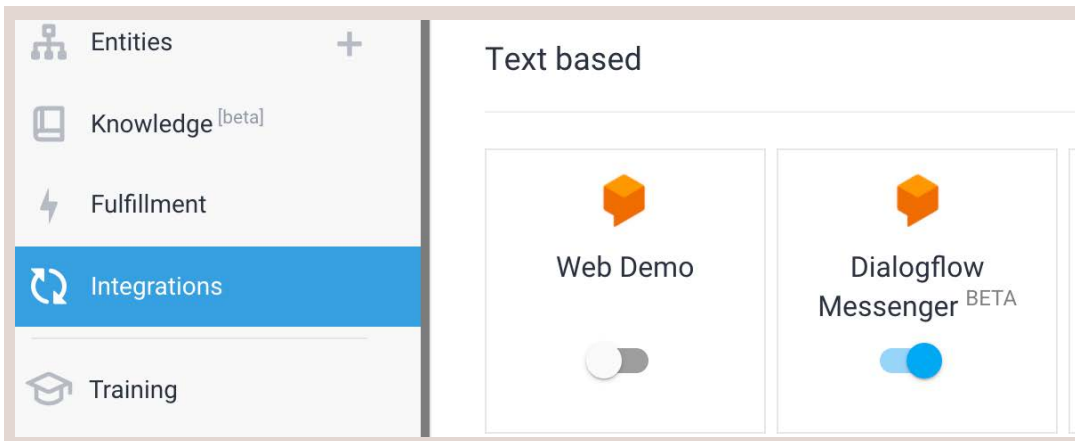 Entities
Knowledge [beta]
Fulfillment
Integrations
Training
Text based
Web Demo
Dialogflow
Messenger BETA